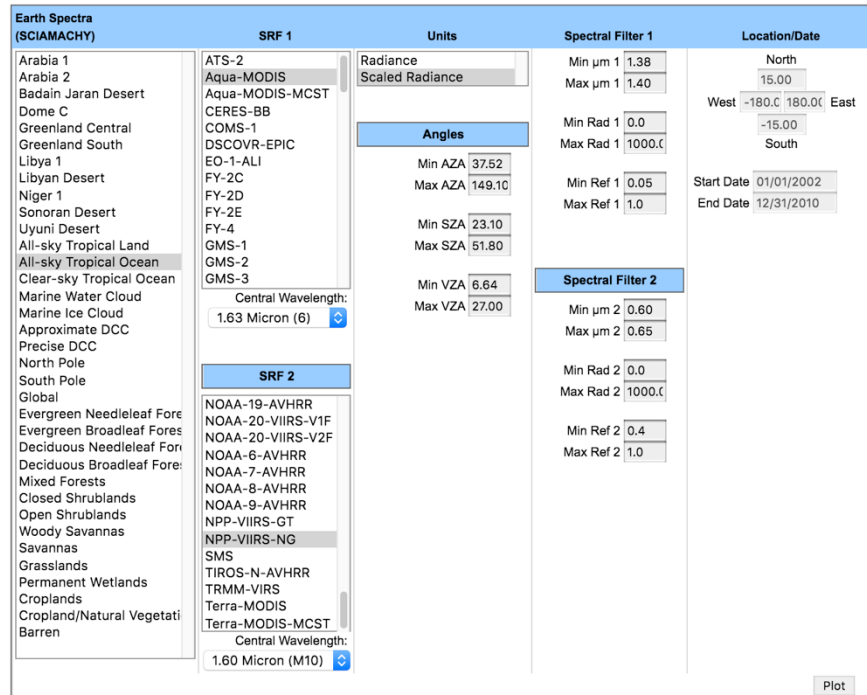 Earth Spectra
(SCIAMACHY)
Arabia 1
Arabia 2
Badain Jaran Desert
Dome C
Greenland Central
Greenland South
Libya 1
Libyan Desert
Niger 1
Sonoran Desert
Uyuni Desert
All-sky Tropical Land
All-sky Tropical Ocean
Clear-sky Tropical Ocean
Marine Water Cloud
Marine Ice Cloud
Approximate DCC
Precise DCC
North Pole
South Pole
Global
Evergreen Needleleaf Fore
Evergreen Broadleaf Fores
Deciduous Needleleaf Fore
Deciduous Broadleaf Fores
Mixed Forests
Closed Shrublands
Open Shrublands
Woody Savannas
Savannas
Grasslands
Permanent Wetlands
Croplands
Cropland/Natural Vegetati
Barren
SRF 1
ATS-2
Aqua-MODIS
Aqua-MODIS-MCST
CERES-BB
COMS-1
DSCOVR-EPIC
EO-1-ALI
FY-2C
FY-2D
FY-2E
FY-4
GMS-1
GMS-2
GMS-3
Central Wavelength:
1.63 Micron (6)
SRF 2
NOAA-19-AVHRR
NOAA-20-VIIRS-V1F
NOAA-20-VIIRS-V2F
NOAA-6-AVHRR
NOAA-7-AVHRR
NOAA-8-AVHRR
NOAA-9-AVHRR
NPP-VIIRS-GT
NPP-VIIRS-NG
SMS
TIROS-N-AVHRR
TRMM-VIRS
Terra-MODIS
Terra-MODIS-MCST
Central Wavelength:
1.60 Micron (M10)
Units
Radiance
Scaled Radiance
Angles
Min AZA 37.52
Max AZA 149.10
Min SZA 23.10
Max SZA 51.80
Min VZA 6.64
Max VZA 27.00
Spectral Filter 1
Min µm 1 1.38
Max µm 1 1.40
Min Rad 1 0.0
Max Rad 1 1000.0
Min Ref 1 0.05
Max Ref 1 1.0
Spectral Filter 2
Min µm 2 0.60
Max µm 2 0.65
Min Rad 2 0.0
Max Rad 2 1000.0
Min Ref 2 0.4
Max Ref 2 1.0
Location/Date
North
15.00
West -180.0 180.00 East
-15.00
South
Start Date 01/01/2002
End Date 12/31/2010
Plot